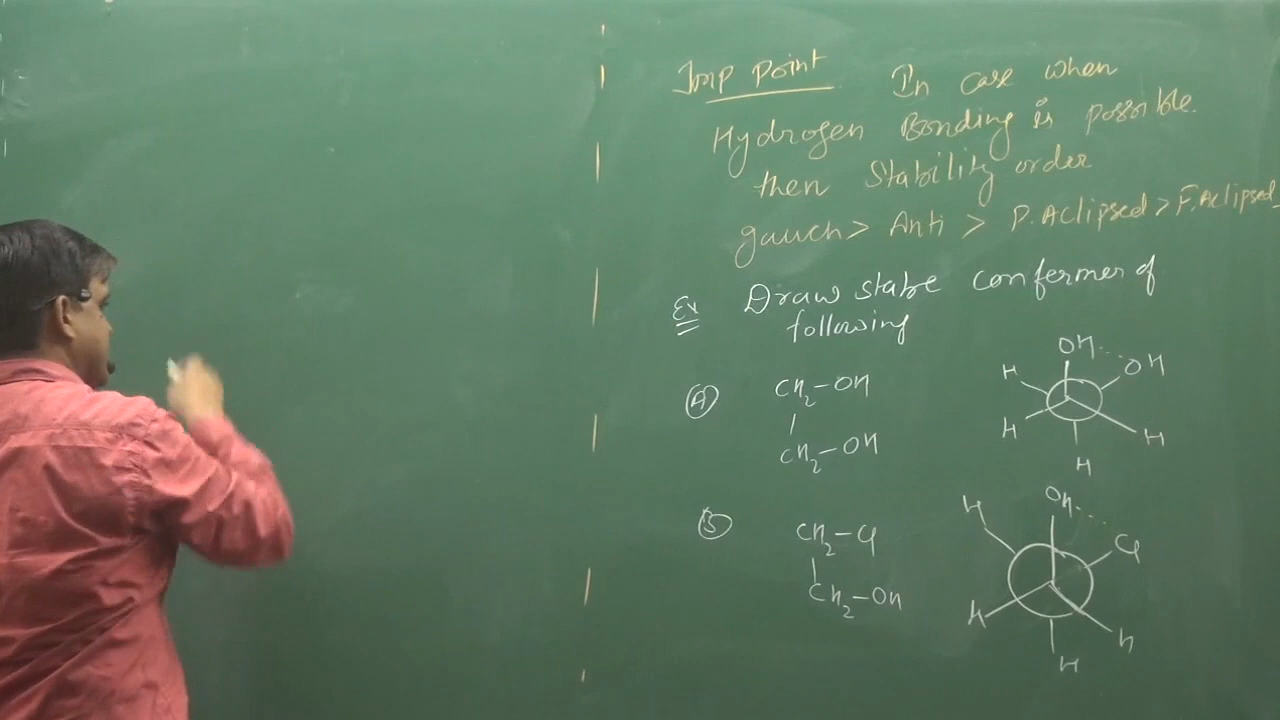 Imp Point In case when
Hydrogen Bonding is possible.
then Stability order
gauch > Anti > P. Aclipsed > F. Aclipsed
Ex Draw stable confermer of
following
(A) CH2-OH
CH2-OH
OH
OH
H
H
H
H
(B) CH2-Cl
CH2-OH
OH
Cl
H
H
H
H